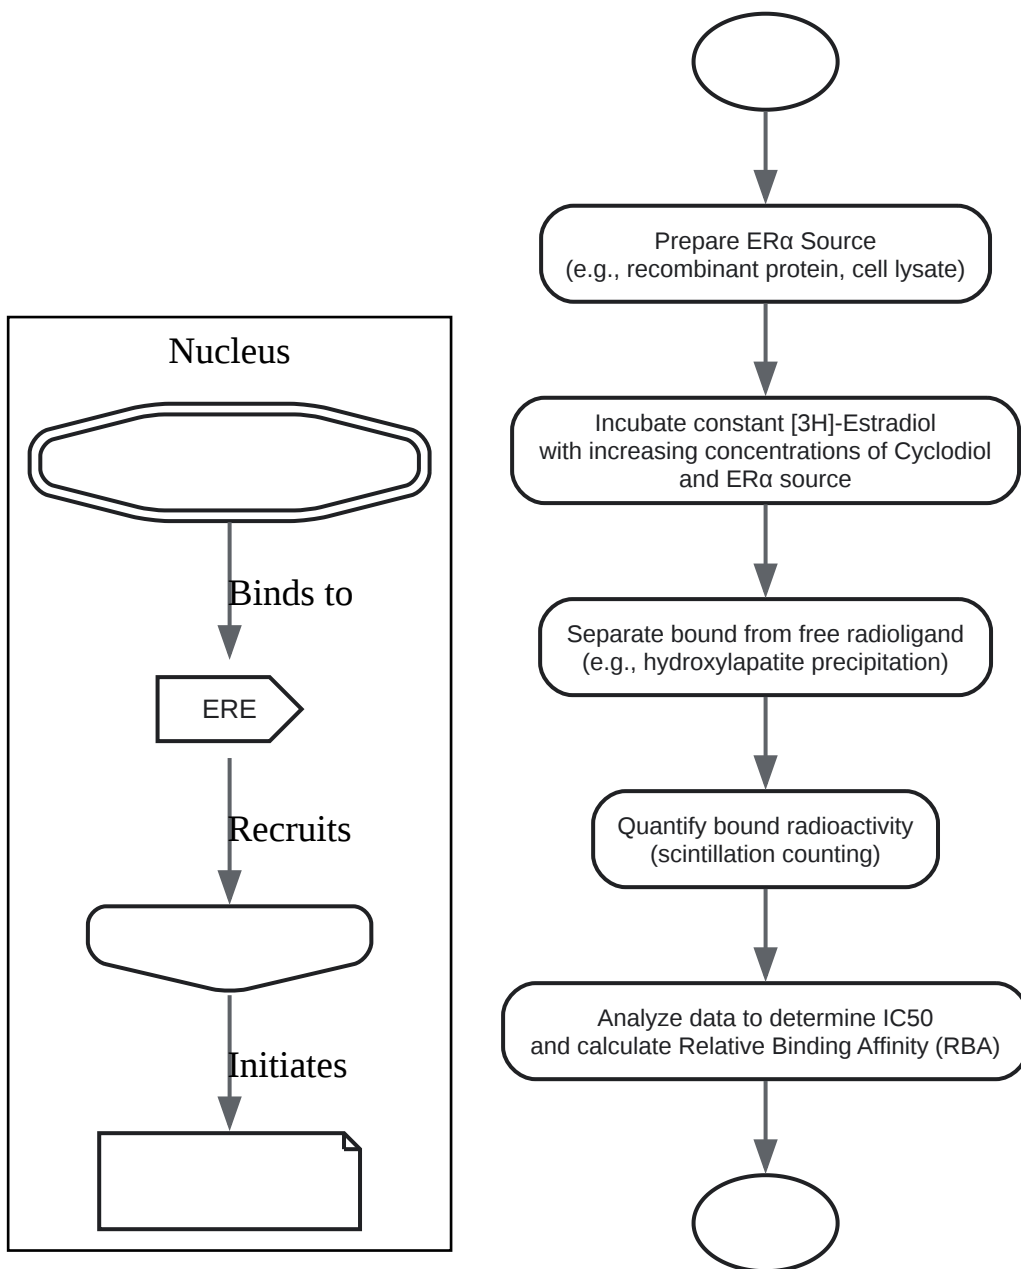 Nucleus
Binds to
ERE
Recruits
Initiates
Prepare ERα Source
(e.g., recombinant protein, cell lysate)
Incubate constant [3H]-Estradiol
with increasing concentrations of Cyclodiol
and ERα source
Separate bound from free radioligand
(e.g., hydroxylapatite precipitation)
Quantify bound radioactivity
(scintillation counting)
Analyze data to determine IC50
and calculate Relative Binding Affinity (RBA)